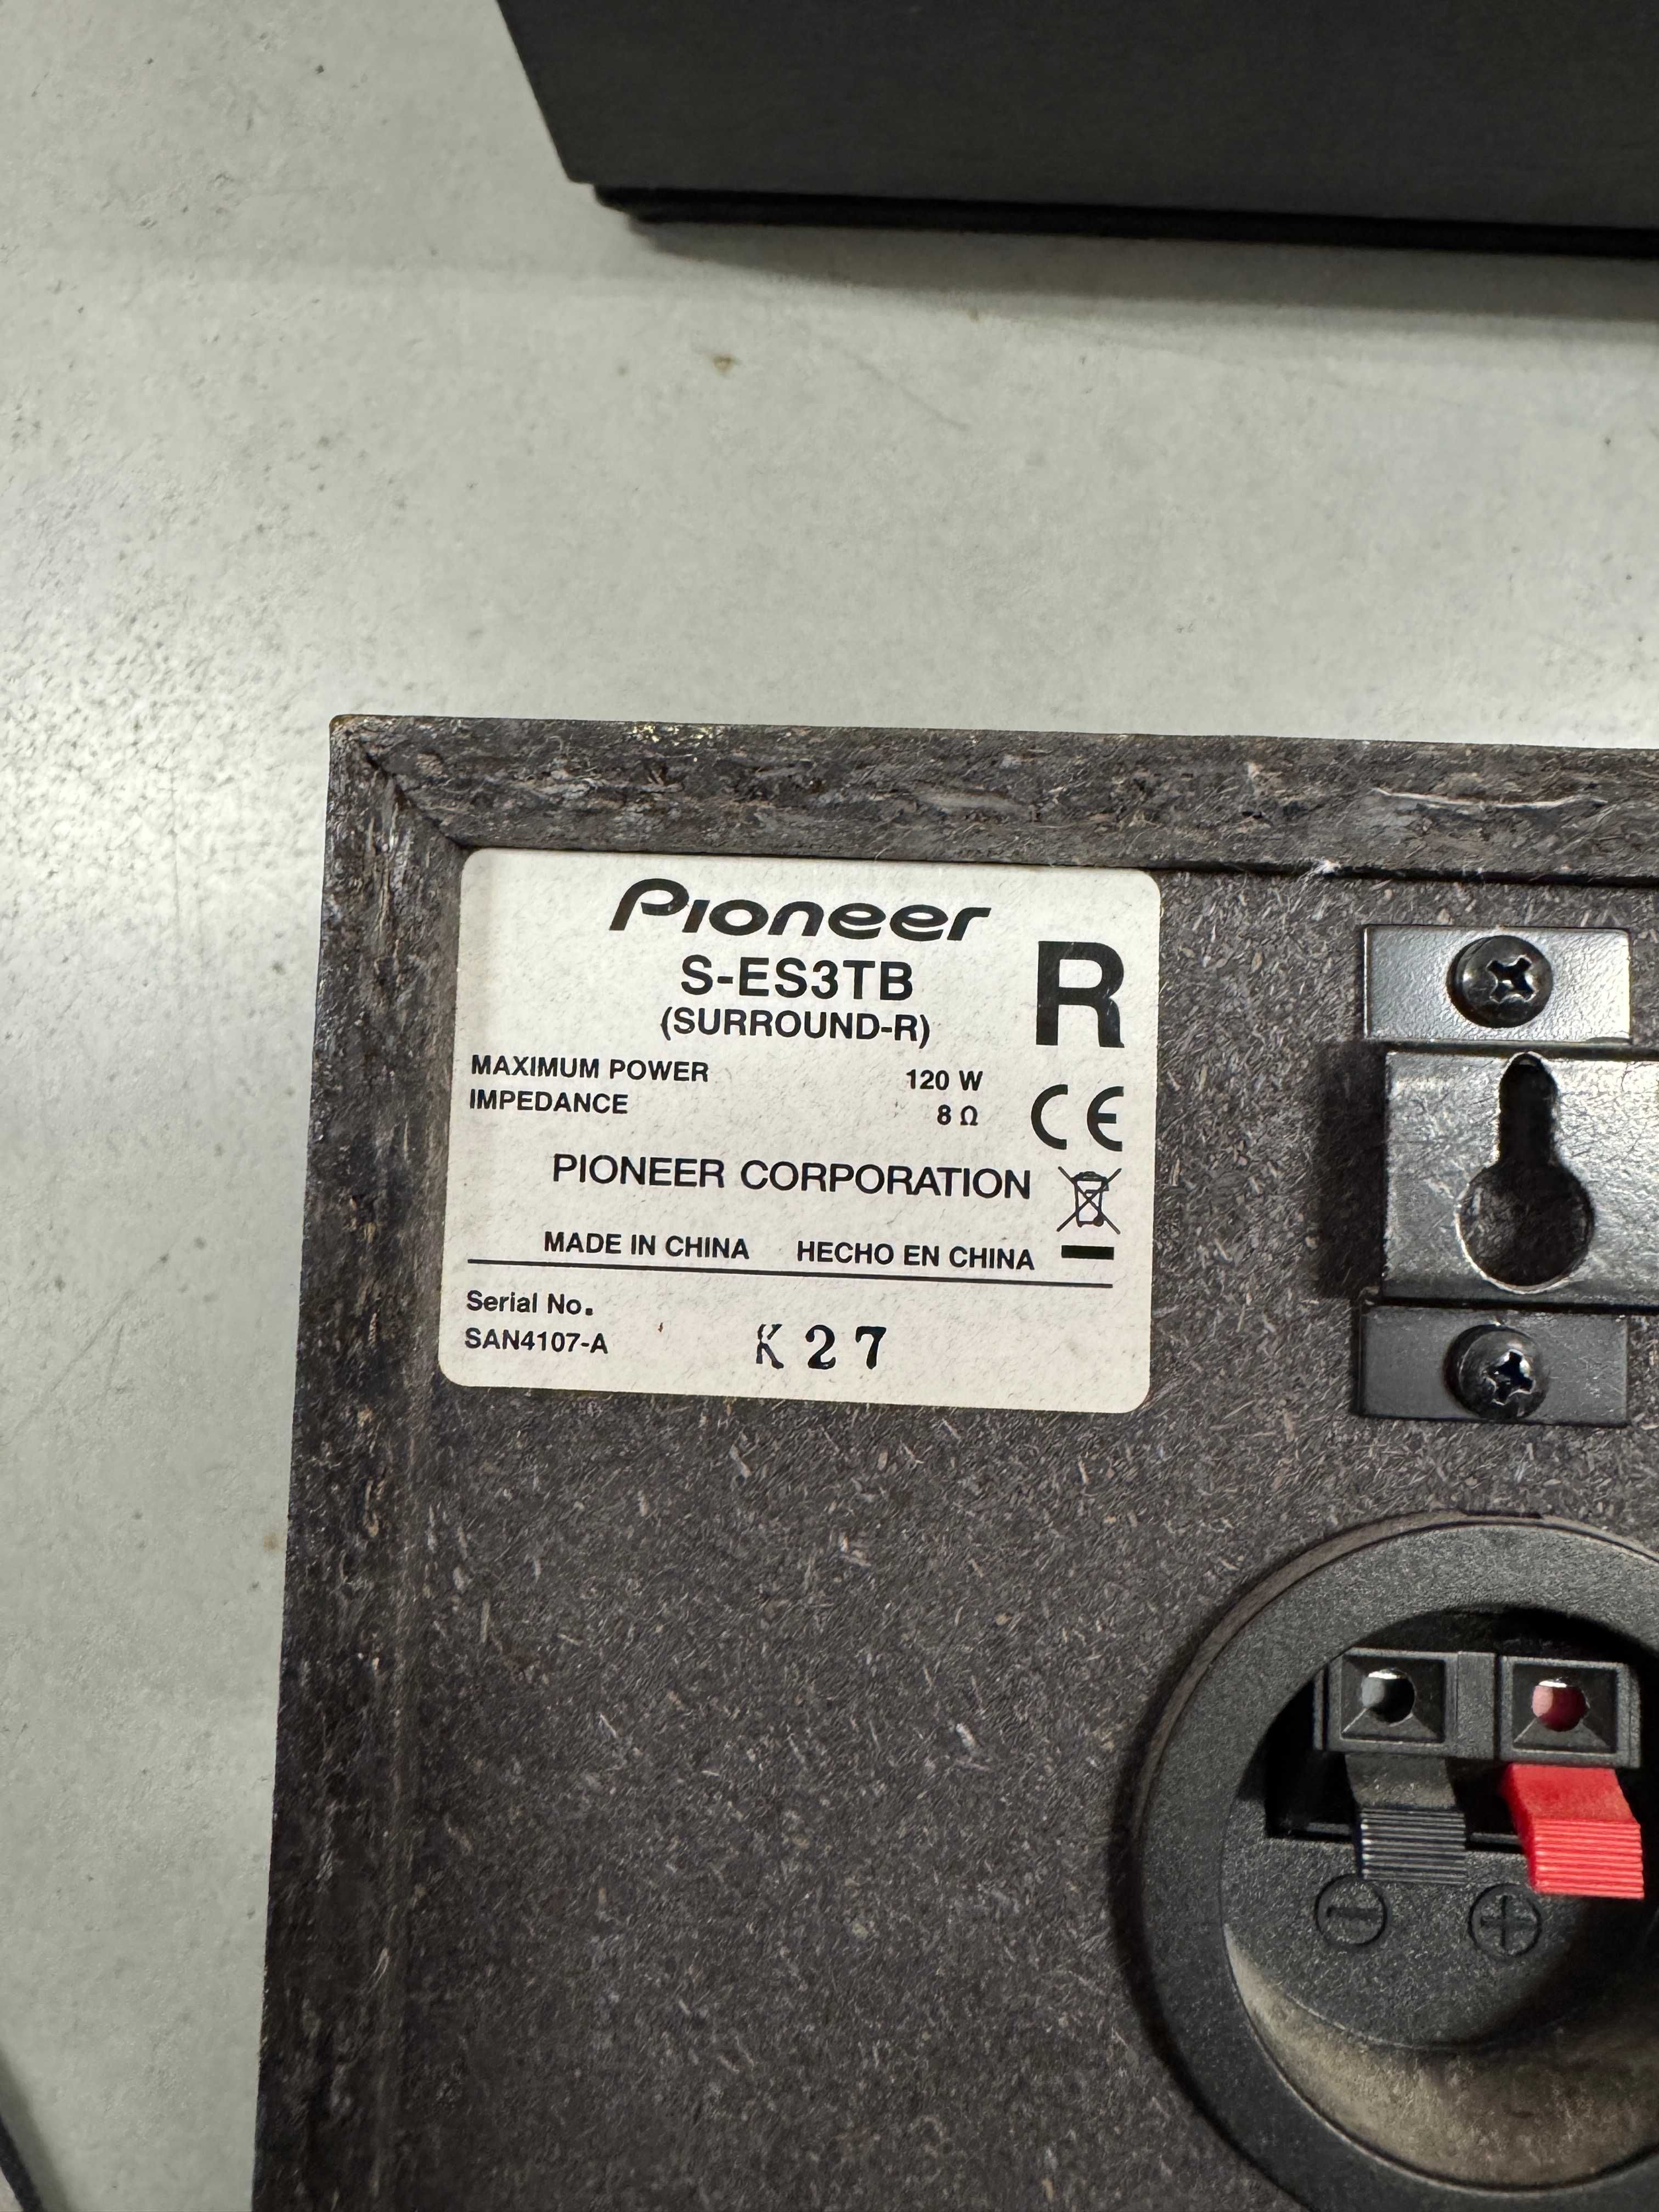 Pioneer
S-ES3TB
(SURROUND-R)
R
MAXIMUM POWER 120 W
IMPEDANCE 8 Ω
CE
PIONEER CORPORATION
MADE IN CHINA HECHO EN CHINA
Serial No.
SAN4107-A K27
- +